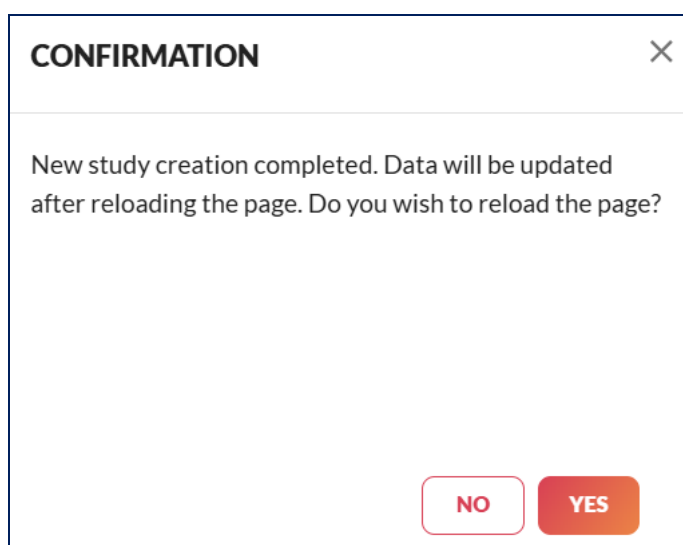 CONFIRMATION
New study creation completed. Data will be updated
after reloading the page. Do you wish to reload the page?
NO
YES